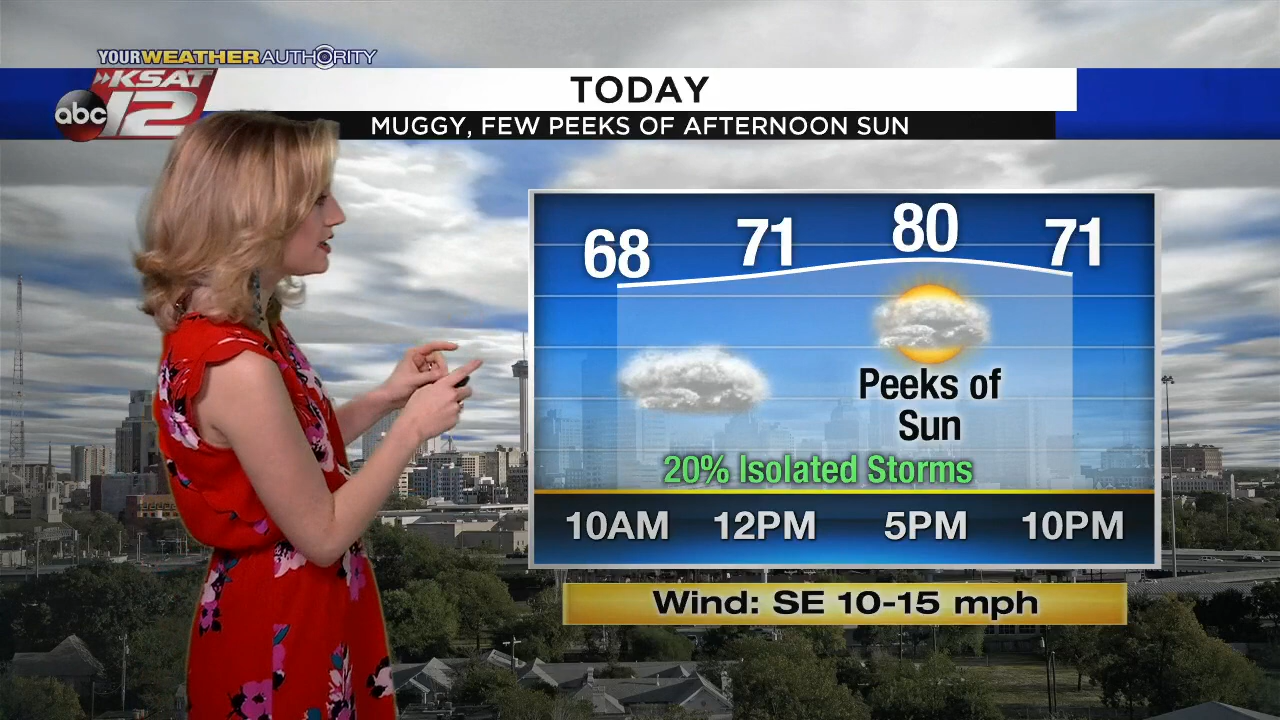 YOURWEATHERAUTHORITY
KSAT
abc 12
TODAY
MUGGY, FEW PEEKS OF AFTERNOON SUN
68 71 80 71
Peeks of
Sun
20% Isolated Storms
10AM 12PM 5PM 10PM
Wind: SE 10-15 mph